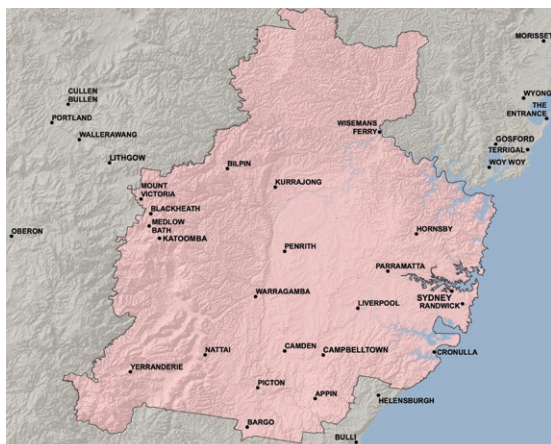 MORISSET
CULLEN
BULLEN
WYONG
THE
ENTRANCE
PORTLAND
WISEMANS
FERRY
WALLERAWANG
GOSFORD
TERRIGAL
LITHGOW
WOY WOY
BILPIN
KURRAJONG
MOUNT
VICTORIA
BLACKHEATH
MEDLOW
BATH
OBERON
HORNSBY
KATOOMBA
PENRITH
PARRAMATTA
WARRAGAMBA
SYDNEY
RANDWICK
LIVERPOOL
NATTAI
CAMDEN
CAMPBELLTOWN
CRONULLA
YERRANDERIE
PICTON
APPIN
HELENSBURGH
BARGO
BULLI